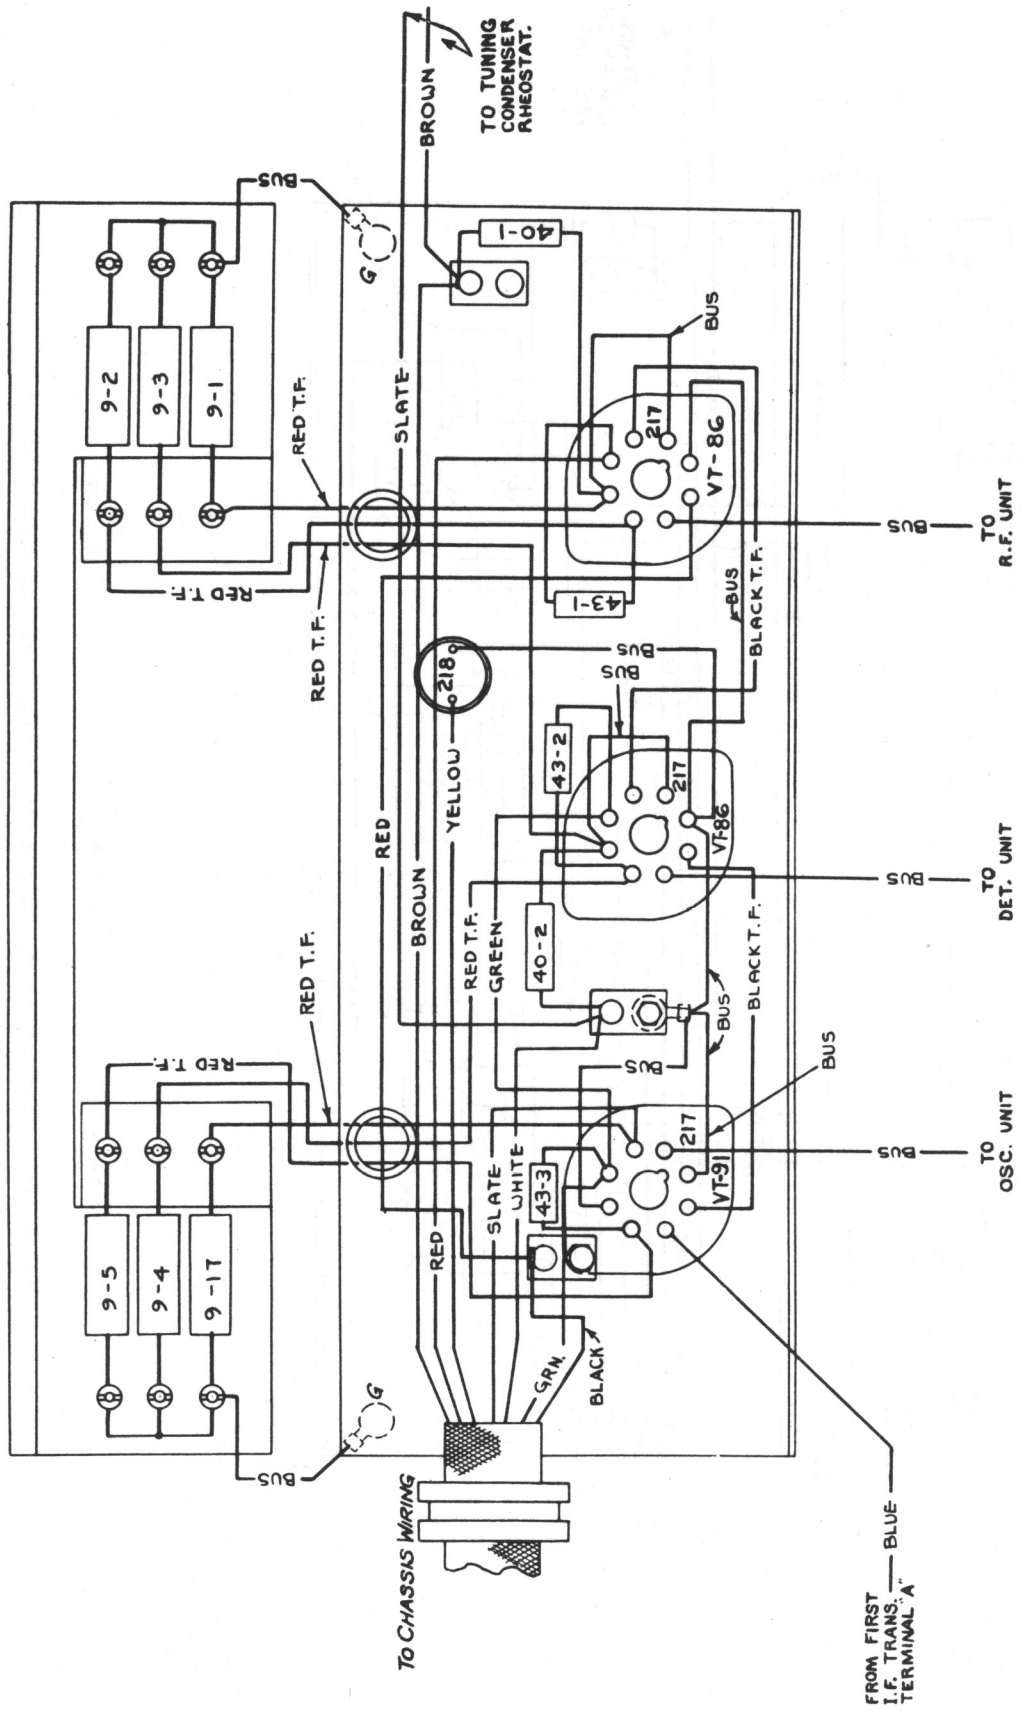 TO TUNING
CONDENSER
RHEOSTAT.
BROWN
BUS
G
40-1
SLATE
9-2
9-3
9-1
RED T.F.
BUS
217
VT-86
BUS
TO
R.F. UNIT
RED T.F.
RED T.F.
43-1
BUS
BLACK T.F.
218
BUS
BUS
YELLOW
43-2
217
VT-86
RED
BROWN
BUS
TO
DET. UNIT
RED T.F.
GREEN
40-2
BLACK T.F.
RED T.F.
BUS
BUS
BUS
RED T.F.
217
VT-91
BUS
TO
OSC. UNIT
SLATE
WHITE
43-3
RED
9-5
9-4
9-17
GRN.
BLACK
G
BUS
TO CHASSIS WIRING
BLUE
FROM FIRST
I.F. TRANS.
TERMINAL "A"